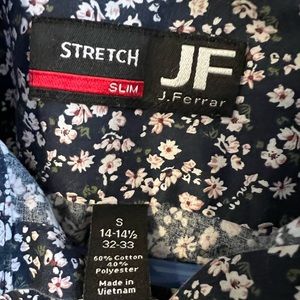 STRETCH
SLIM
JF
J.Ferrar
S
14-14½
32-33
60% Cotton
40%
Polyester
Made in
Vietnam